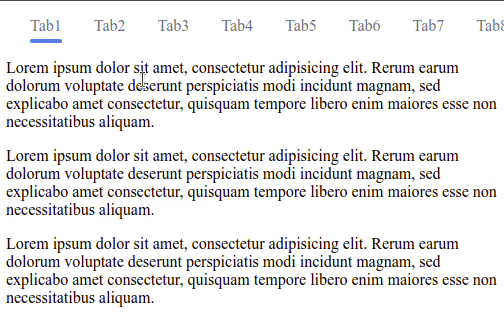 Tab1 Tab2 Tab3 Tab4 Tab5 Tab6 Tab7 Tab8
Lorem ipsum dolor sit amet, consectetur adipisicing elit. Rerum earum
dolorum voluptate deserunt perspiciatis modi incidunt magnam, sed
explicabo amet consectetur, quisquam tempore libero enim maiores esse non
necessitatibus aliquam.
Lorem ipsum dolor sit amet, consectetur adipisicing elit. Rerum earum
dolorum voluptate deserunt perspiciatis modi incidunt magnam, sed
explicabo amet consectetur, quisquam tempore libero enim maiores esse non
necessitatibus aliquam.
Lorem ipsum dolor sit amet, consectetur adipisicing elit. Rerum earum
dolorum voluptate deserunt perspiciatis modi incidunt magnam, sed
explicabo amet consectetur, quisquam tempore libero enim maiores esse non
necessitatibus aliquam.